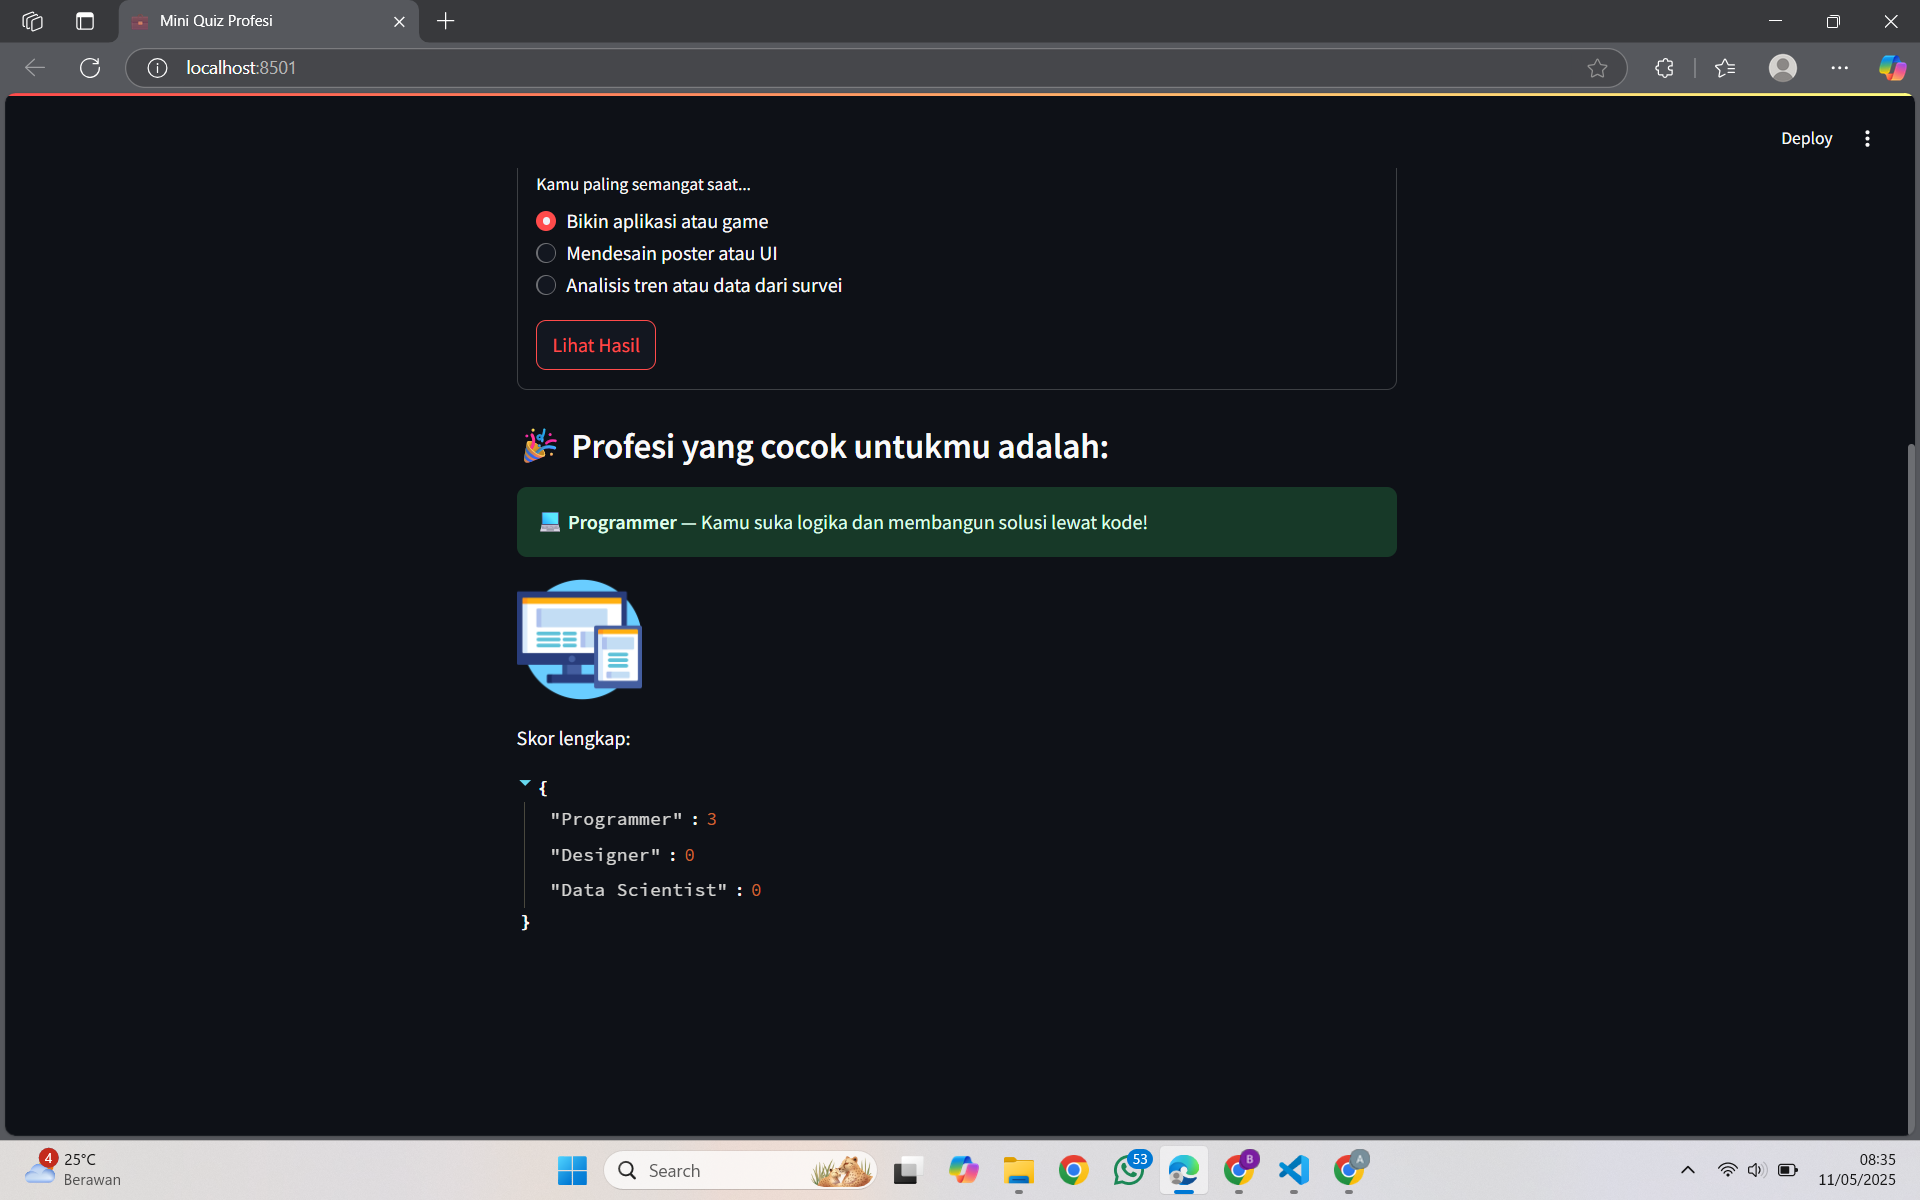 Mini Quiz Profesi
localhost:8501
Deploy
Kamu paling semangat saat...
Bikin aplikasi atau game
Mendesain poster atau UI
Analisis tren atau data dari survei
Lihat Hasil
🎉 Profesi yang cocok untukmu adalah:
💻 Programmer — Kamu suka logika dan membangun solusi lewat kode!
Skor lengkap:
{
"Programmer" : 3
"Designer" : 0
"Data Scientist" : 0
}
4
25°C
Berawan
Search
53
B
A
08:35
11/05/2025